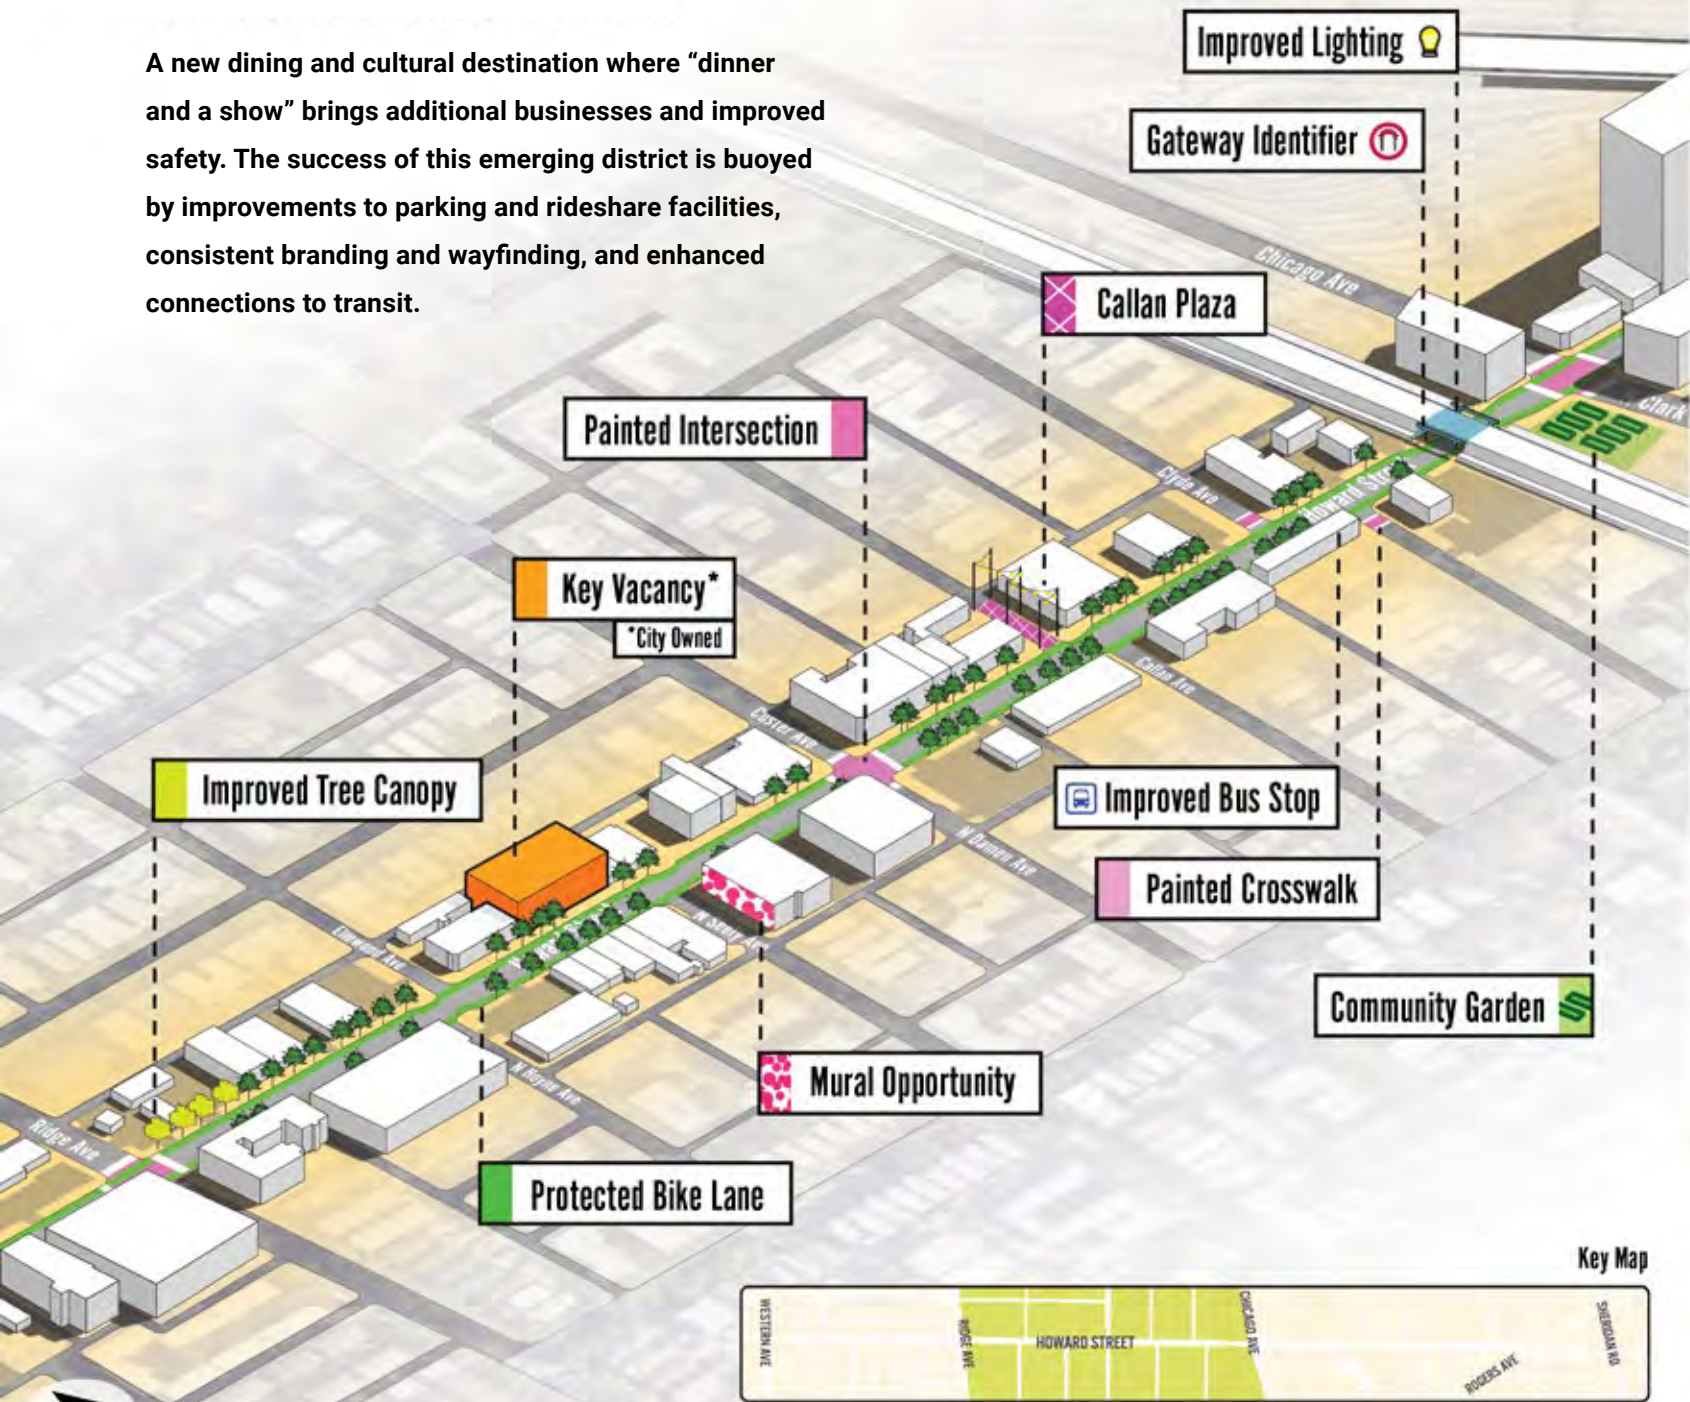 A new dining and cultural destination where “dinner
and a show” brings additional businesses and improved
safety. The success of this emerging district is buoyed
by improvements to parking and rideshare facilities,
consistent branding and wayfinding, and enhanced
connections to transit.
Improved Lighting
Gateway Identifier
Chicago Ave
Callan Plaza
Clark
Painted Intersection
Clyde Ave
Howard
Key Vacancy*
*City Owned
Callan Ave
Custer Ave
Improved Tree Canopy
Improved Bus Stop
N Damen Ave
Painted Crosswalk
Elmwood Ave
Community Garden
Mural Opportunity
N Hoyne Ave
Ridge Ave
Protected Bike Lane
Key Map
WESTERN AVE
RIDGE AVE
HOWARD STREET
CHICAGO AVE
ROGERS AVE
SHERIDAN RD